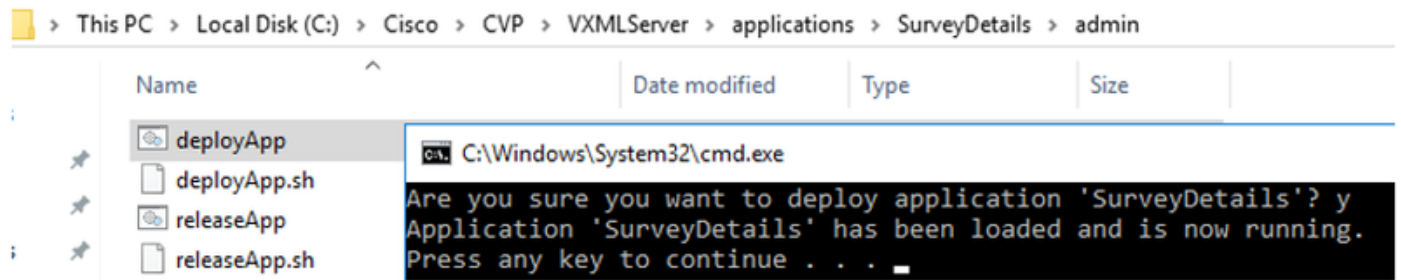 This PC > Local Disk (C:) > Cisco > CVP > VXMLServer > applications > SurveyDetails > admin
Name Date modified Type Size
deployApp
deployApp.sh
releaseApp
releaseApp.sh
C:\Windows\System32\cmd.exe
Are you sure you want to deploy application 'SurveyDetails'? y
Application 'SurveyDetails' has been loaded and is now running.
Press any key to continue . . .